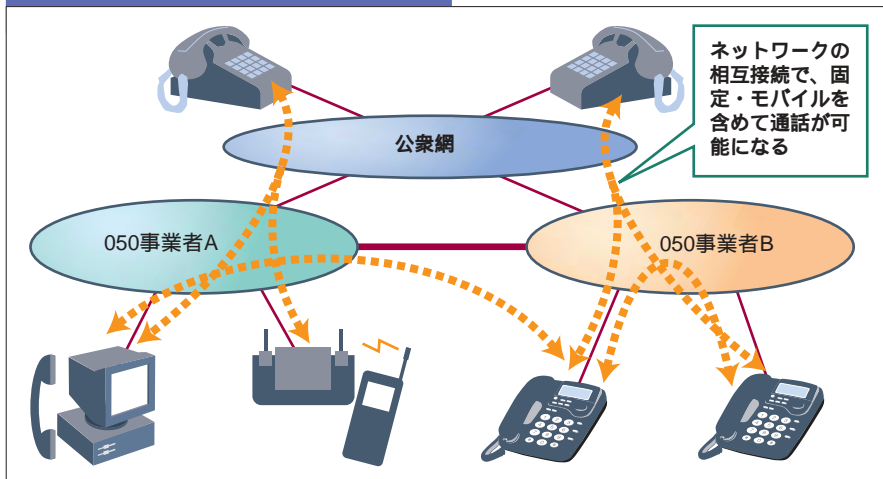 ネットワークの
相互接続で、固
定・モバイルを
含めて通話が可
能になる
公衆網
050事業者A
050事業者B